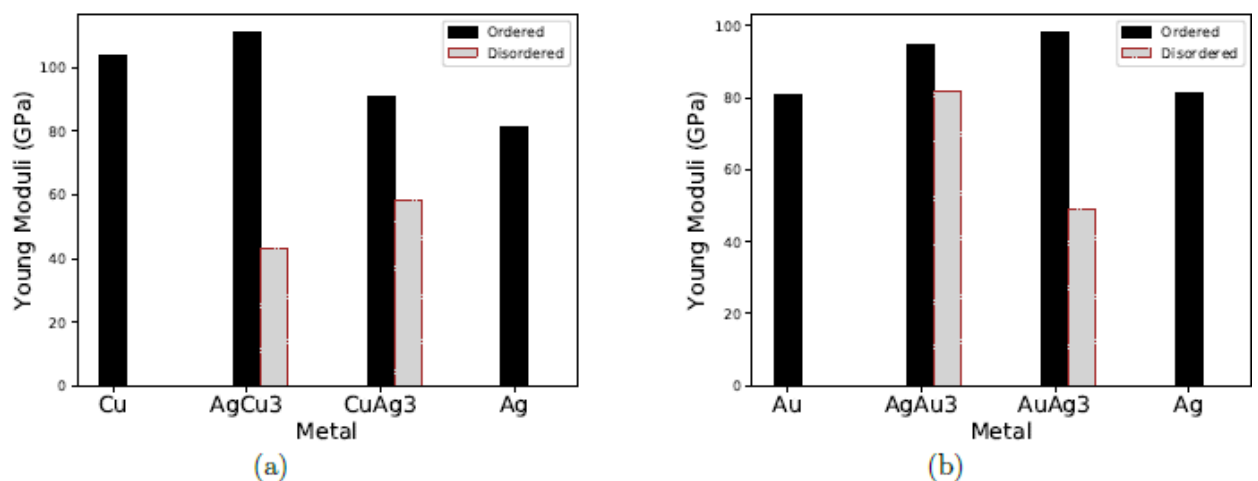 Young Moduli (GPa)
100
80
60
40
20
0
Ordered
Disordered
Cu AgCu3 CuAg3 Ag
Metal
(a)
Young Moduli (GPa)
100
80
60
40
20
0
Ordered
Disordered
Au AgAu3 AuAg3 Ag
Metal
(b)